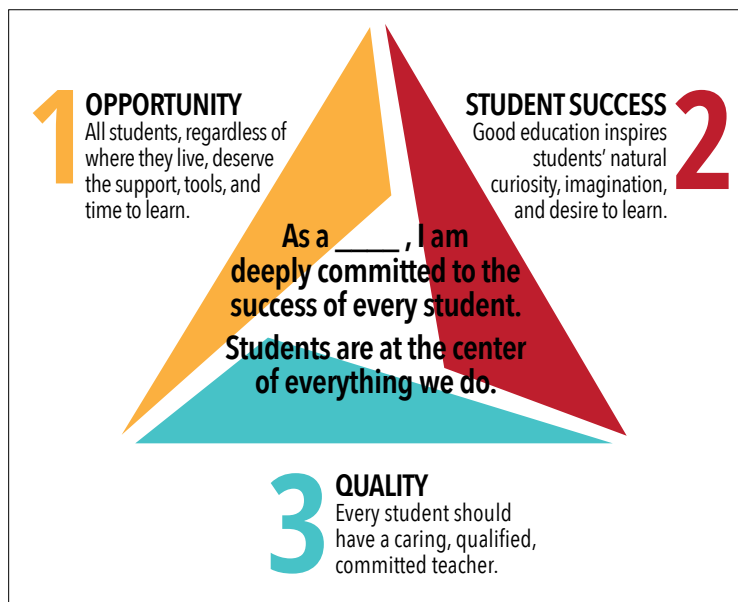 1
OPPORTUNITY
All students, regardless of
where they live, deserve
the support, tools, and
time to learn.
2
STUDENT SUCCESS
Good education inspires
students’ natural
curiosity, imagination,
and desire to learn.
As a ____ , I am
deeply committed to the
success of every student.
Students are at the center
of everything we do.
3
QUALITY
Every student should
have a caring, qualified,
committed teacher.